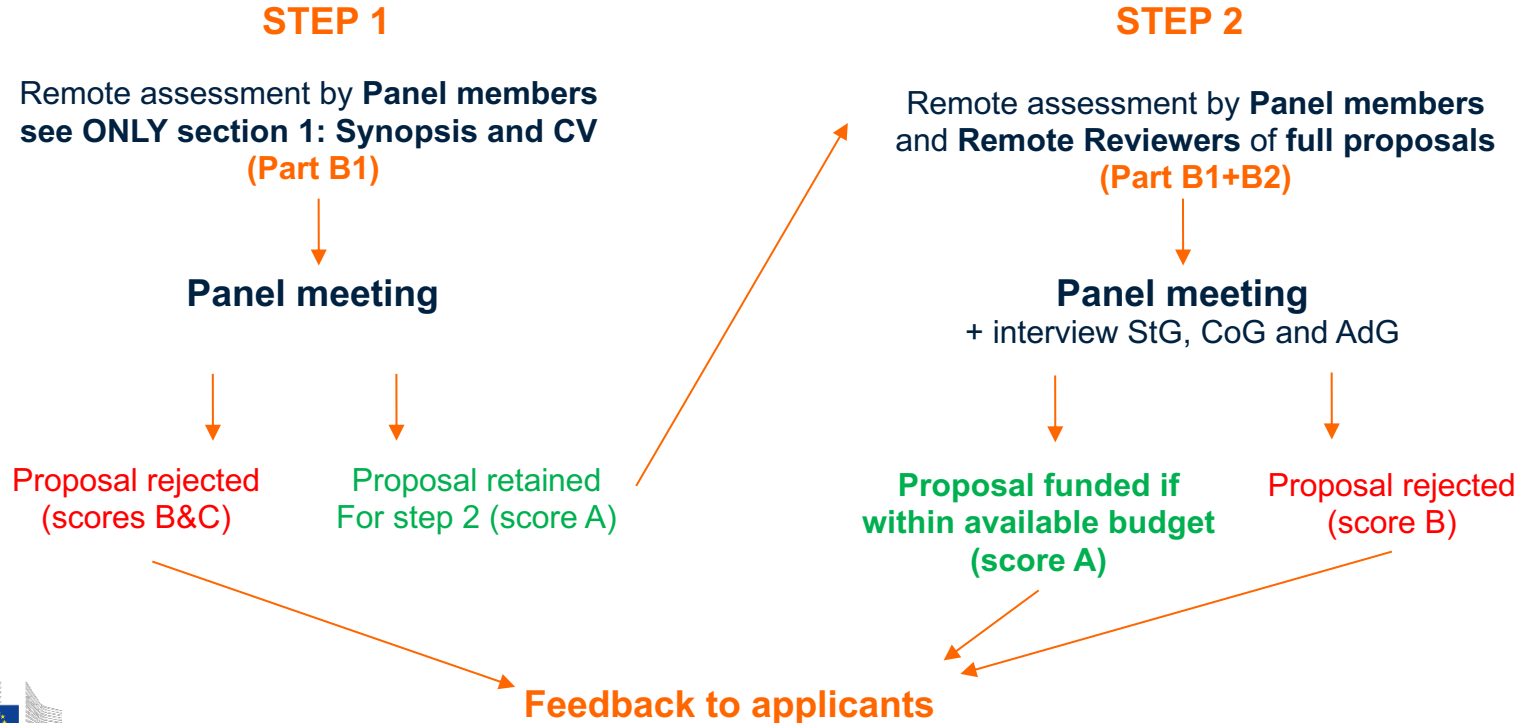 STEP 1
Remote assessment by Panel members
see ONLY section 1: Synopsis and CV
(Part B1)
Panel meeting
Proposal rejected
(scores B&C)
Proposal retained
For step 2 (score A)
STEP 2
Remote assessment by Panel members
and Remote Reviewers of full proposals
(Part B1+B2)
Panel meeting
+ interview StG, CoG and AdG
Proposal funded if
within available budget
(score A)
Proposal rejected
(score B)
Feedback to applicants